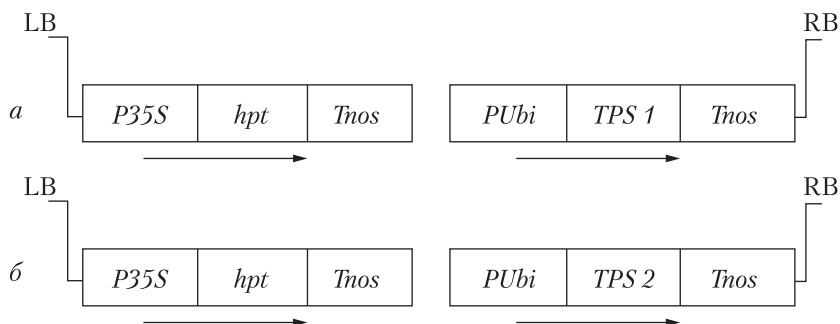 LB RB
а P35S hpt Tnos PUbi TPS 1 Tnos
LB RB
б P35S hpt Tnos PUbi TPS 2 Tnos